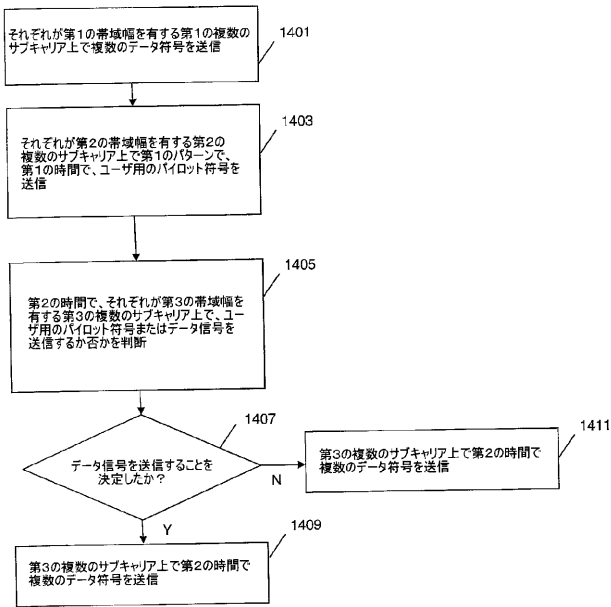 それぞれが第1の帯域幅を有する第1の複数の
サブキャリア上で複数のデータ符号を送信
1401
1403
それぞれが第2の帯域幅を有する第2の
複数のサブキャリア上で第1のパターンで、
第1の時間で、ユーザ用のパイロット符号を
送信
1405
第2の時間で、それぞれが第3の帯域幅を
有する第3の複数のサブキャリア上で、ユー
ザ用のパイロット符号またはデータ信号を
送信するか否かを判断
1407
データ信号を送信することを
決定したか?
N
1411
第3の複数のサブキャリア上で第2の時間で
複数のデータ符号を送信
Y
1409
第3の複数のサブキャリア上で第2の時間で
複数のデータ符号を送信